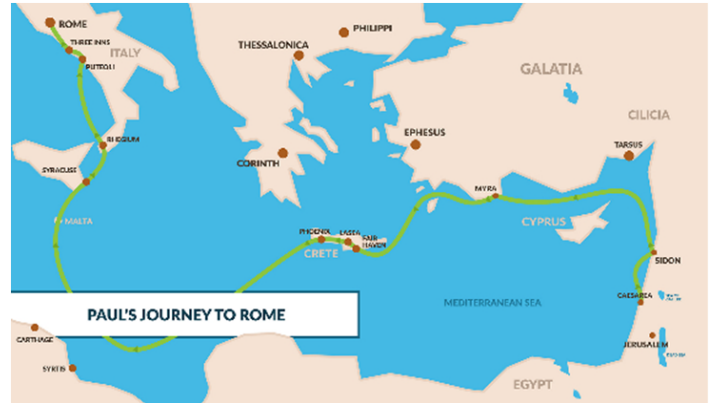 ROME
THREE INNS
ITALY
PUTEOLI
PHILIPPI
THESSALONICA
GALATIA
CILICIA
RHEGIUM
EPHESUS
TARSUS
CORINTH
SYRACUSE
MYRA
MALTA
CYPRUS
PHOENIX
LASEA
FAIR
HAVEN
CRETE
SIDON
CAESAREA
MEDITERRANEAN SEA
PAUL'S JOURNEY TO ROME
CARTHAGE
JERUSALEM
SYRTIS
EGYPT